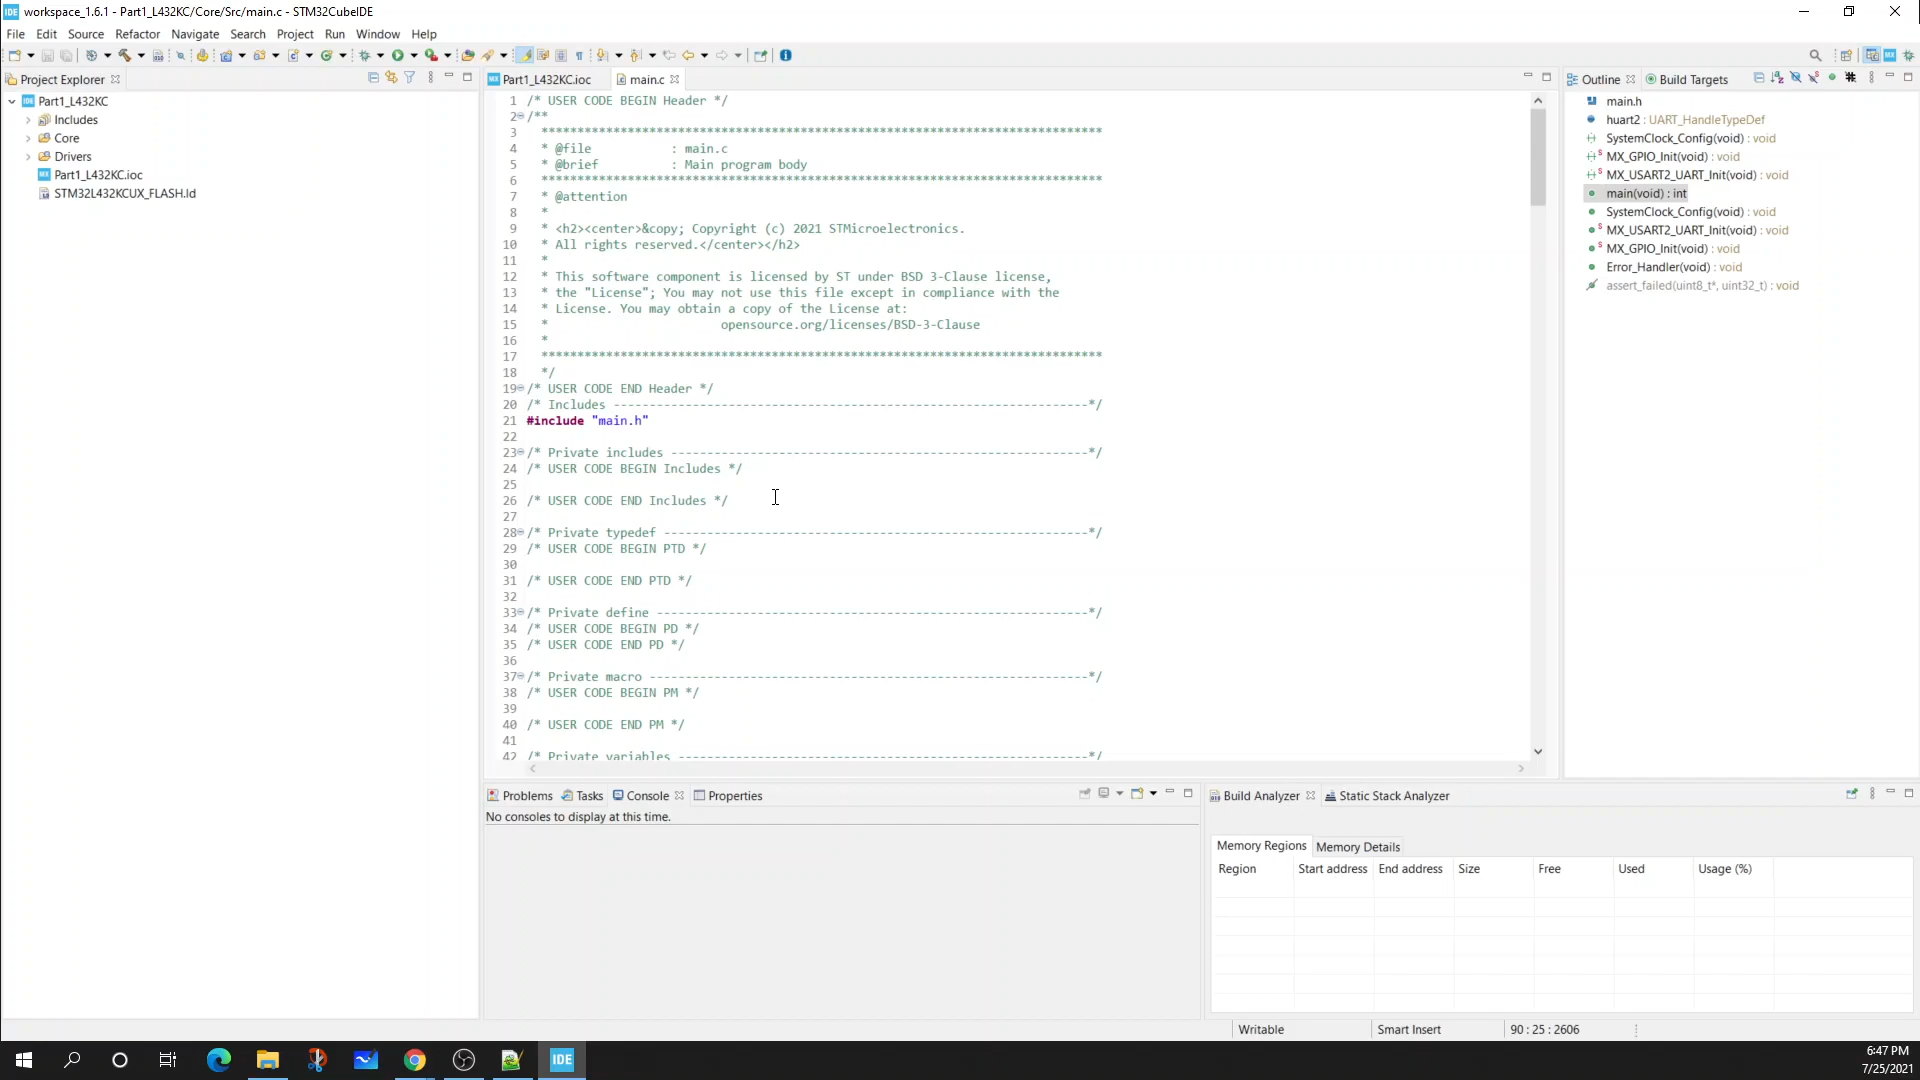 IDE workspace_1.6.1 - Part1_L432KC/Core/Src/main.c - STM32CubeIDE
File Edit Source Refactor Navigate Search Project Run Window Help
Project Explorer
Part1_L432KC
Includes
Core
Drivers
Part1_L432KC.ioc
STM32L432KCUX_FLASH.ld
Part1_L432KC.ioc main.c
1 /* USER CODE BEGIN Header */
2 /**
3 ******************************************************************************
4 * @file : main.c
5 * @brief : Main program body
6 ******************************************************************************
7 * @attention
8 *
9 * <h2><center>&copy; Copyright (c) 2021 STMicroelectronics.
10 * All rights reserved.</center></h2>
11 *
12 * This software component is licensed by ST under BSD 3-Clause license,
13 * the "License"; You may not use this file except in compliance with the
14 * License. You may obtain a copy of the License at:
15 * opensource.org/licenses/BSD-3-Clause
16 *
17 ******************************************************************************
18 */
19 /* USER CODE END Header */
20 /* Includes ------------------------------------------------------------------*/
21 #include "main.h"
22
23 /* Private includes ----------------------------------------------------------*/
24 /* USER CODE BEGIN Includes */
25
26 /* USER CODE END Includes */
27
28 /* Private typedef -----------------------------------------------------------*/
29 /* USER CODE BEGIN PTD */
30
31 /* USER CODE END PTD */
32
33 /* Private define ------------------------------------------------------------*/
34 /* USER CODE BEGIN PD */
35 /* USER CODE END PD */
36
37 /* Private macro -------------------------------------------------------------*/
38 /* USER CODE BEGIN PM */
39
40 /* USER CODE END PM */
41
42 /* Private variables ---------------------------------------------------------*/
Outline Build Targets
main.h
huart2 : UART_HandleTypeDef
SystemClock_Config(void) : void
MX_GPIO_Init(void) : void
MX_USART2_UART_Init(void) : void
main(void) : int
SystemClock_Config(void) : void
MX_USART2_UART_Init(void) : void
MX_GPIO_Init(void) : void
Error_Handler(void) : void
assert_failed(uint8_t*, uint32_t) : void
Problems Tasks Console Properties
No consoles to display at this time.
Build Analyzer Static Stack Analyzer
Memory Regions Memory Details
Region Start address End address Size Free Used Usage (%)
Writable Smart Insert 90 : 25 : 2606
IDE
6:47 PM
7/25/2021